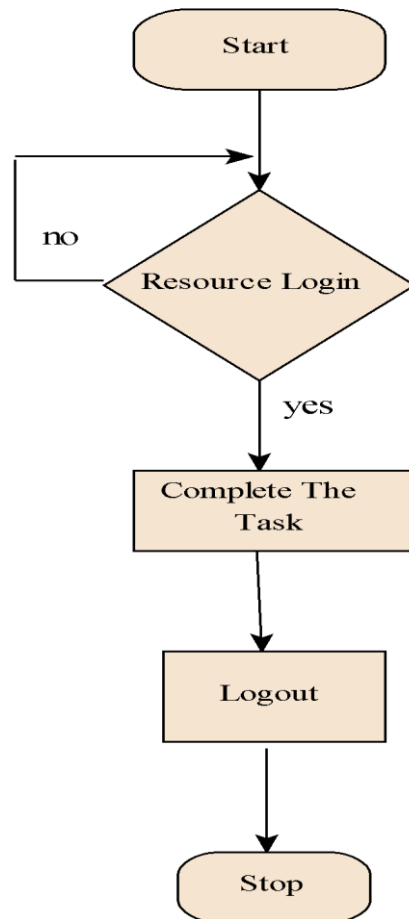 Start
no
Resource Login
yes
Complete The
Task
Logout
Stop